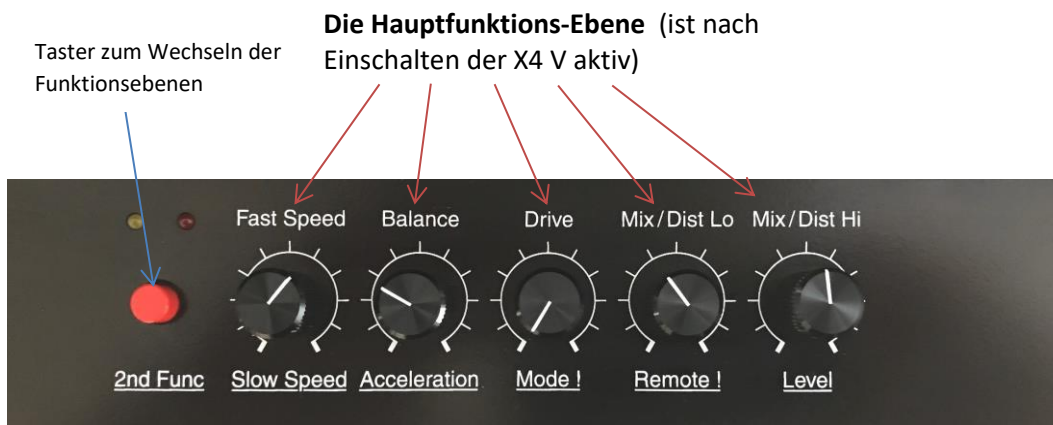 Die Hauptfunktions-Ebene (ist nach
Einschalten der X4 V aktiv)
Taster zum Wechseln der
Funktionsebenen
Fast Speed Balance Drive Mix/Dist Lo Mix/Dist Hi
2nd Func Slow Speed Acceleration Mode ! Remote ! Level